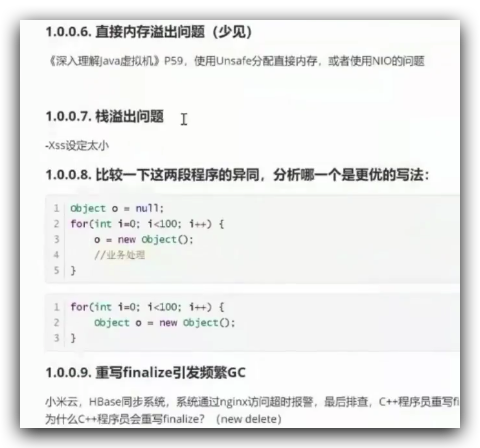 1.0.0.6. 直接内存溢出问题（少见）
《深入理解Java虚拟机》P59，使用Unsafe分配直接内存，或者使用NIO的问题
1.0.0.7. 栈溢出问题
-Xss设定太小
1.0.0.8. 比较一下这两段程序的异同，分析哪一个是更优的写法：
1 Object o = null;
2 for(int i=0; i<100; i++) {
3 o = new Object();
4 //业务处理
5 }
1 for(int i=0; i<100; i++) {
2 Object o = new Object();
3 }
1.0.0.9. 重写finalize引发频繁GC
小米云，HBase同步系统，系统通过nginx访问超时报警，最后排查，C++程序员重写fi
为什么C++程序员会重写finalize？（new delete）